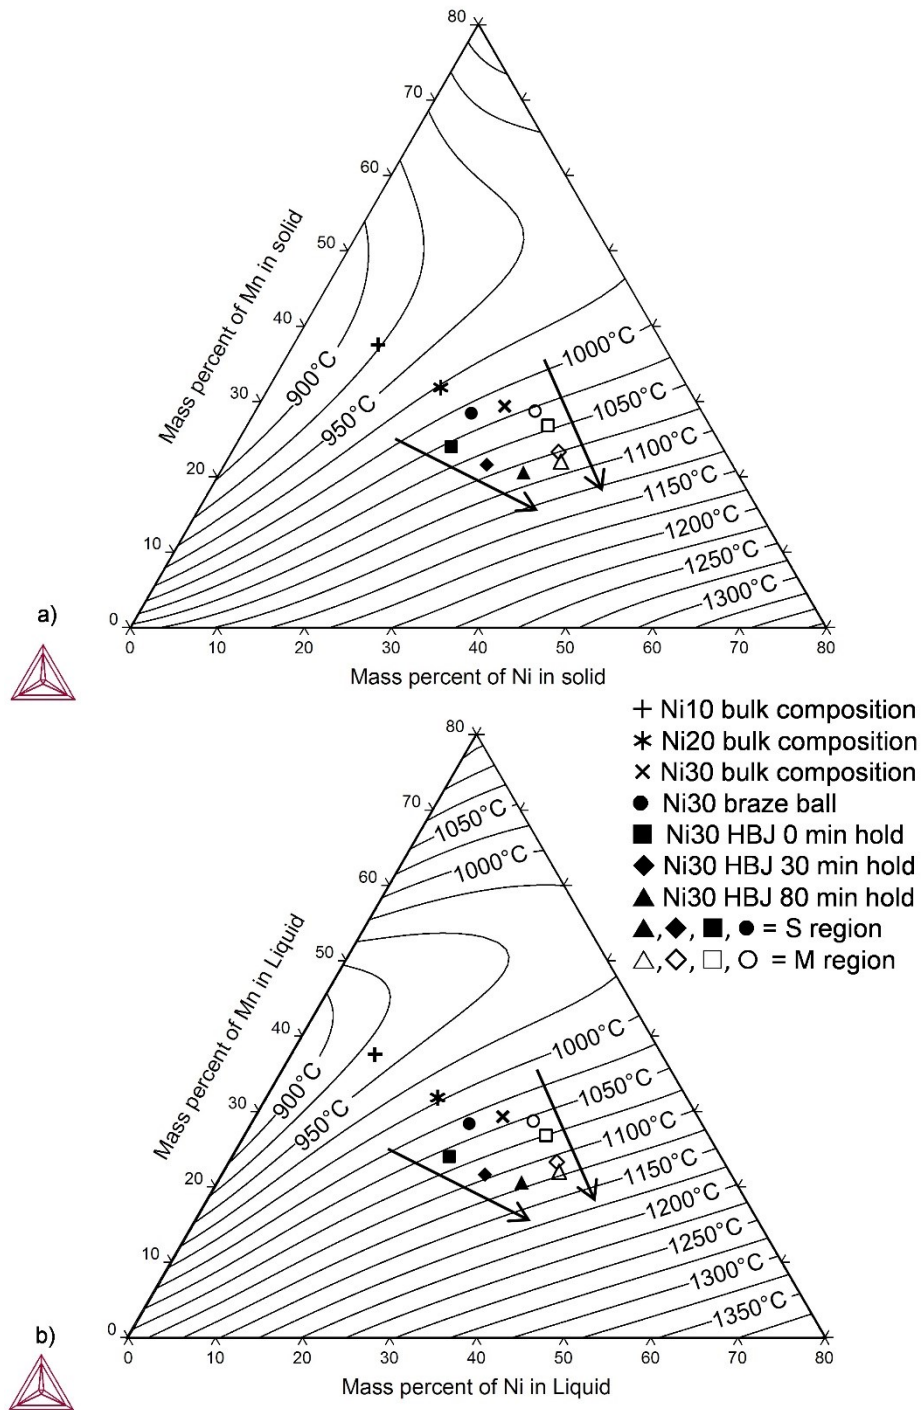 80
70
60
50
40
30
20
10
0
Mass percent of Mn in solid
900°C
950°C
1000°C
1050°C
1100°C
1150°C
1200°C
1250°C
1300°C
a)
0 10 20 30 40 50 60 70 80
Mass percent of Ni in solid
+ Ni10 bulk composition
* Ni20 bulk composition
× Ni30 bulk composition
● Ni30 braze ball
■ Ni30 HBJ 0 min hold
◆ Ni30 HBJ 30 min hold
▲ Ni30 HBJ 80 min hold
▲, ◆, ■, ● = S region
△, ◇, □, ○ = M region
80
70
60
50
40
30
20
10
0
Mass percent of Mn in Liquid
1050°C
1000°C
900°C
950°C
1000°C
1050°C
1100°C
1150°C
1200°C
1250°C
1300°C
1350°C
b)
0 10 20 30 40 50 60 70 80
Mass percent of Ni in Liquid